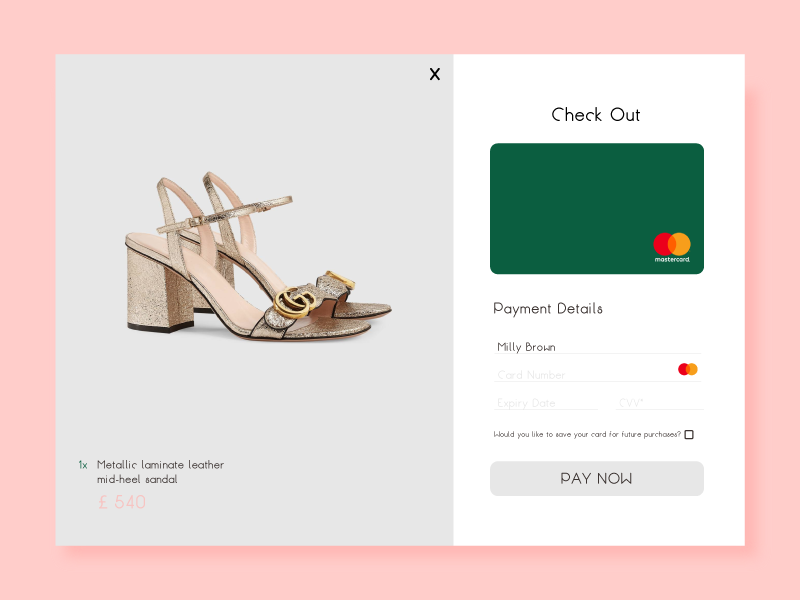 X
Check Out
mastercard.
Payment Details
Milly Brown
Card Number
Expiry Date CVV*
Would you like to save your card for future purchases?
PAY NOW
1x Metallic laminate leather
mid-heel sandal
£ 540